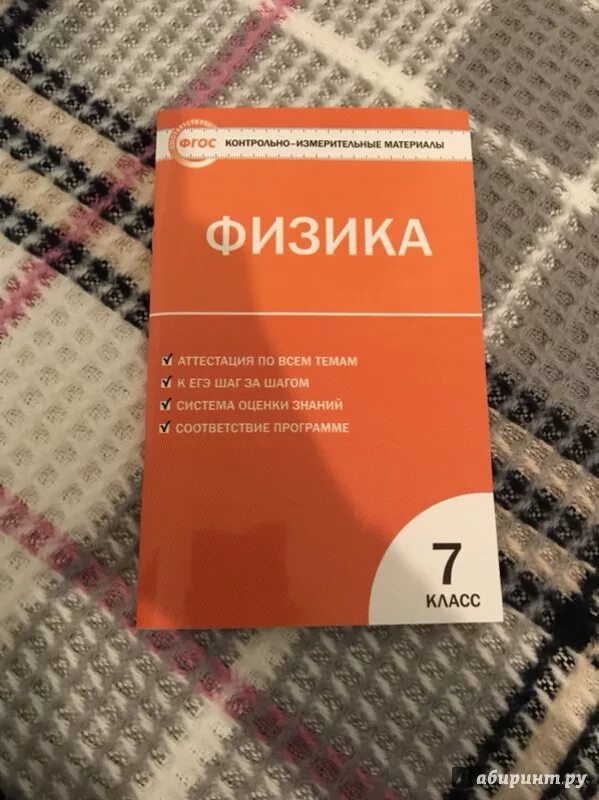 СООТВЕТСТВУЕТ
ФГОС
КОНТРОЛЬНО-ИЗМЕРИТЕЛЬНЫЕ МАТЕРИАЛЫ
ФИЗИКА
АТТЕСТАЦИЯ ПО ВСЕМ ТЕМАМ
К ЕГЭ ШАГ ЗА ШАГОМ
СИСТЕМА ОЦЕНКИ ЗНАНИЙ
СООТВЕТСТВИЕ ПРОГРАММЕ
7
КЛАСС
Лабиринт.ру